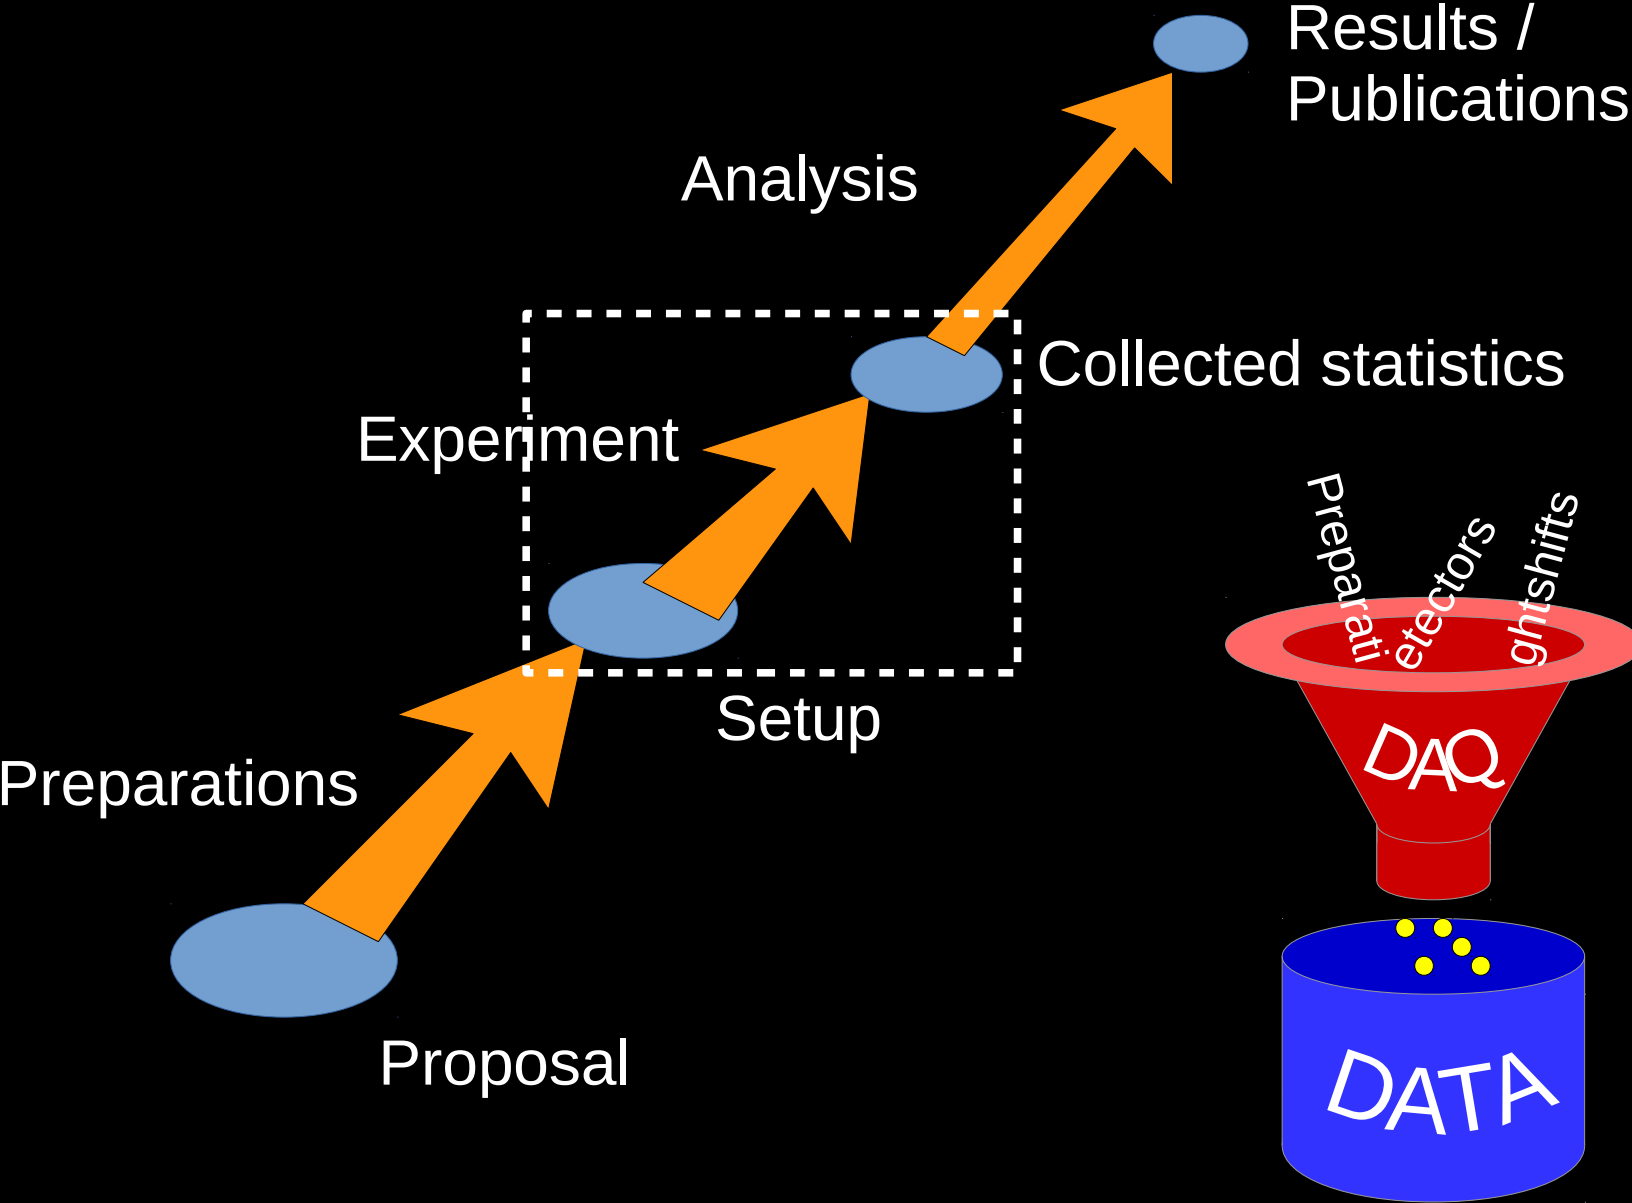 Results /
Publications
Analysis
Collected statistics
Experiment
Preparati
etectors
ghtshifts
Setup
DAQ
Preparations
Proposal
DATA